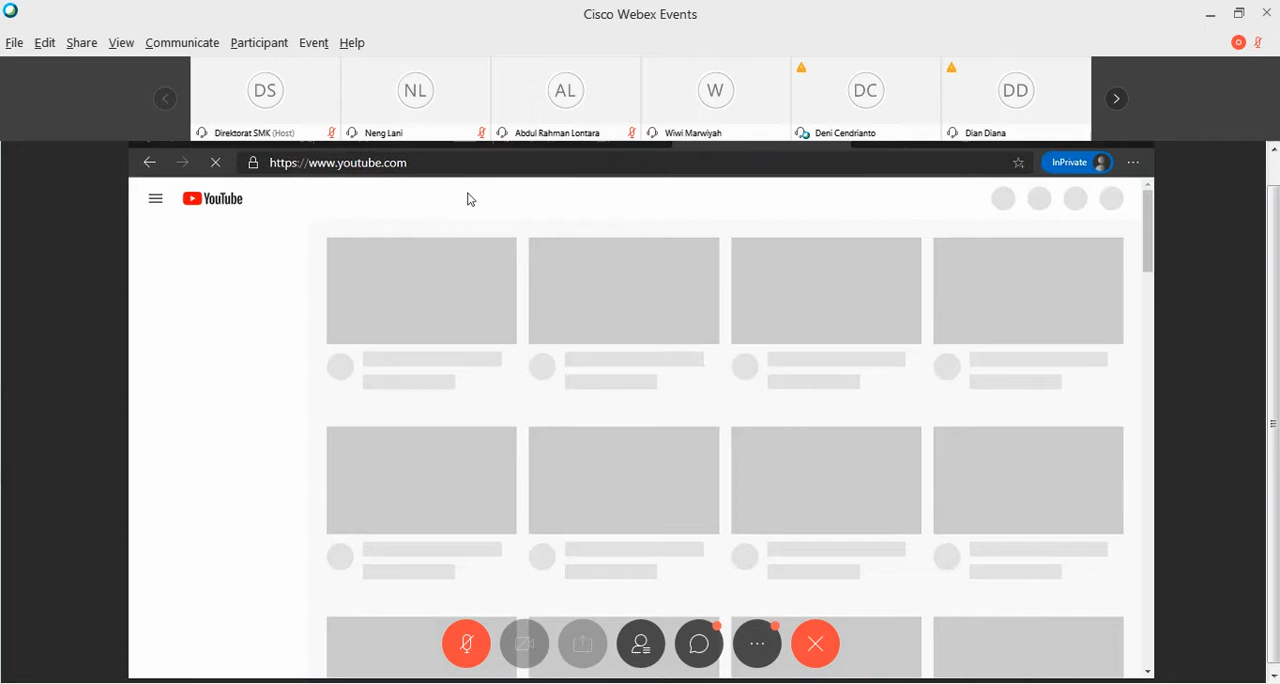 Cisco Webex Events
File Edit Share View Communicate Participant Event Help
DS NL AL W DC DD
Direktorat SMK (Host) Neng Lani Abdul Rahman Lontara Wiwi Marwiyah Deni Cendrianto Dian Diana
https://www.youtube.com InPrivate
YouTube